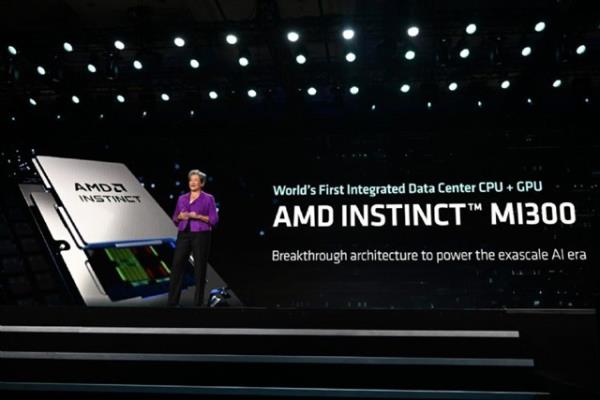 AMD
INSTINCT
World's First Integrated Data Center CPU + GPU
AMD INSTINCT™ MI300
Breakthrough architecture to power the exascale AI era